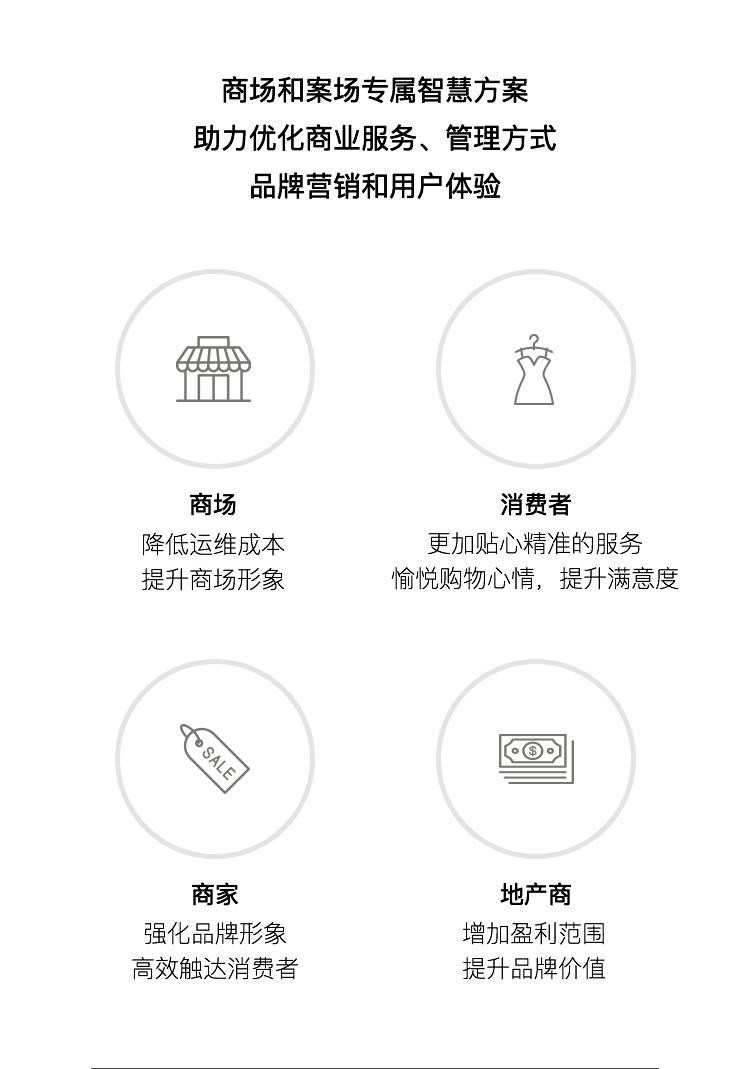 商场和案场专属智慧方案
助力优化商业服务、管理方式
品牌营销和用户体验
商场
降低运维成本
提升商场形象
消费者
更加贴心精准的服务
愉悦购物心情，提升满意度
SALE
$
商家
强化品牌形象
高效触达消费者
地产商
增加盈利范围
提升品牌价值